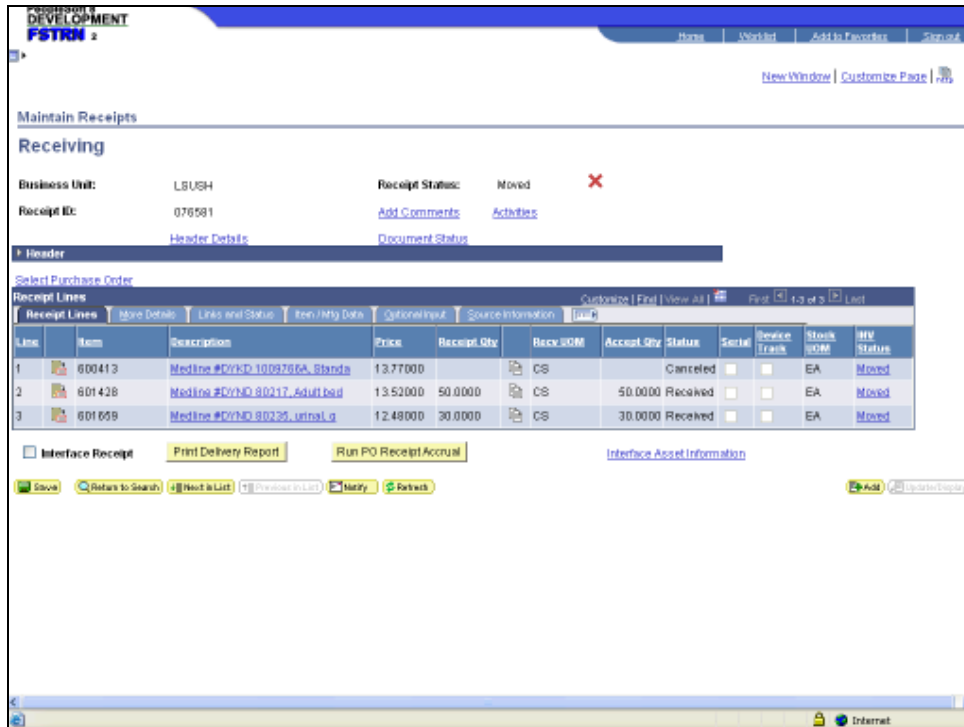 PeopleSoft 8
DEVELOPMENT
FSTRN 2
Home | Worklist | Add to Favorites | Sign out
New Window | Customize Page |
Maintain Receipts
Receiving
Business Unit: LSUSH Receipt Status: Moved
Receipt ID: 076581 Add Comments Activities
Header Details Document Status
Header
Select Purchase Order
Receipt Lines Customize | Find | View All | First 1-3 of 3 Last
Receipt Lines More Details Links and Status Item / Mfg Data Optional Input Source Information
Line Item Description Price Receipt Qty Recv UOM Accept Qty Status Serial Device Track Stock UOM INV Status
1 600413 Medline #DYKD 1009766A, Standa 13.77000 CS Canceled EA Moved
2 601428 Medline #DYND 80217, Adult bed 13.52000 50.0000 CS 50.0000 Received EA Moved
3 601659 Medline #DYND 80235, urinal, g 12.48000 30.0000 CS 30.0000 Received EA Moved
Interface Receipt Print Delivery Report Run PO Receipt Accrual Interface Asset Information
Save Return to Search Next in List Previous in List Notify Refresh Add Update/Display
Internet